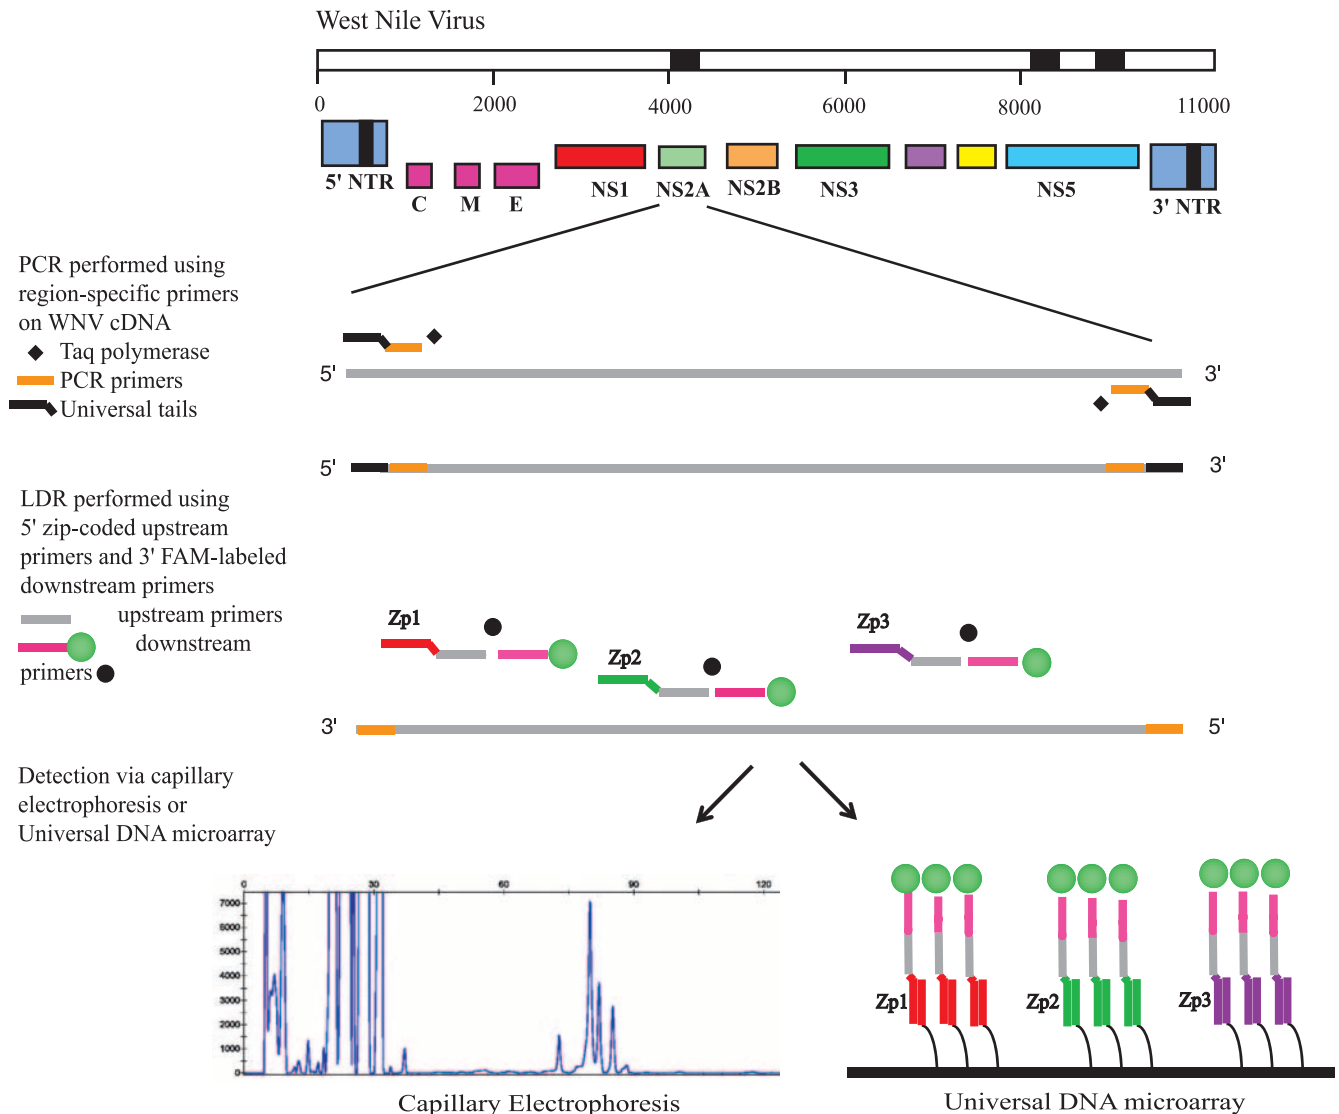 West Nile Virus
0 2000 4000 6000 8000 11000
5' NTR C M E NS1 NS2A NS2B NS3 NS5 3' NTR
PCR performed using
region-specific primers
on WNV cDNA
Taq polymerase
PCR primers
Universal tails
5' 3'
5' 3'
LDR performed using
5' zip-coded upstream
primers and 3' FAM-labeled
downstream primers
upstream primers
downstream
primers
Zp1 Zp2 Zp3
3' 5'
Detection via capillary
electrophoresis or
Universal DNA microarray
0 30 60 90 120
7000
6000
5000
4000
3000
2000
1000
0
Capillary Electrophoresis
Zp1 Zp2 Zp3
Universal DNA microarray